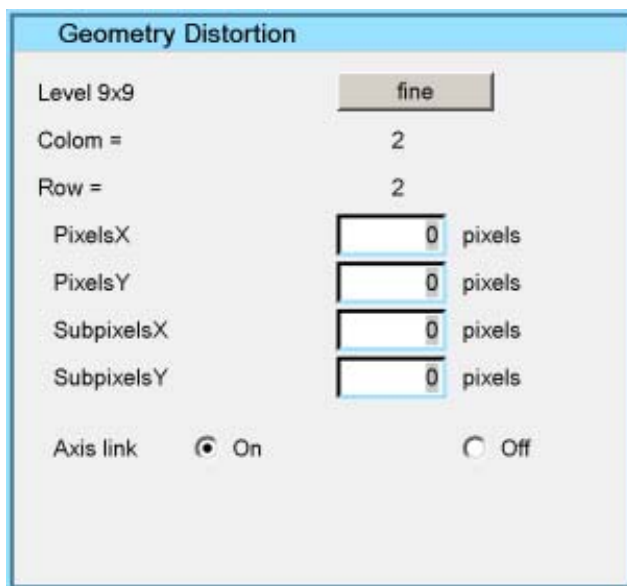 Geometry Distortion
Level 9x9 fine
Colom = 2
Row = 2
PixelsX 0 pixels
PixelsY 0 pixels
SubpixelsX 0 pixels
SubpixelsY 0 pixels
Axis link On Off